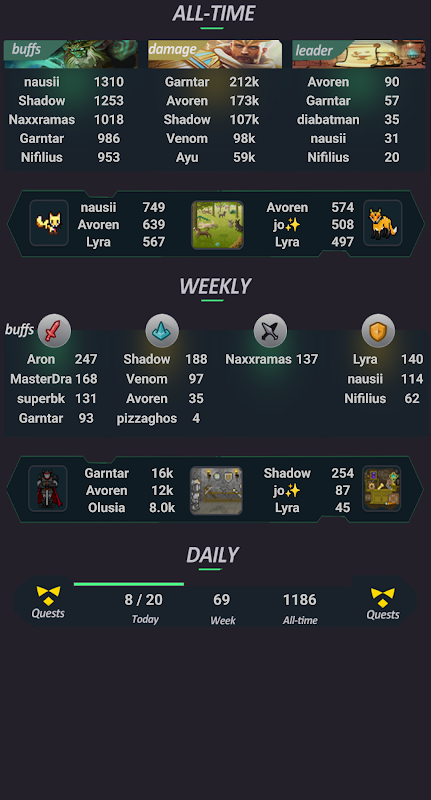 ALL-TIME
buffs damage leader
nausii 1310 Garntar 212k Avoren 90
Shadow 1253 Avoren 173k Garntar 57
Naxxramas 1018 Shadow 107k diabatman 35
Garntar 986 Venom 98k nausii 31
Nifilius 953 Ayu 59k Nifilius 20
nausii 749 Avoren 574
Avoren 639 jo✨ 508
Lyra 567 Lyra 497
WEEKLY
buffs
Aron 247 Shadow 188 Naxxramas 137 Lyra 140
MasterDra 168 Venom 97 nausii 114
superbk 131 Avoren 35 Nifilius 62
Garntar 93 pizzaghos 4
Garntar 16k Shadow 254
Avoren 12k jo✨ 87
Olusia 8.0k Lyra 45
DAILY
8 / 20 69 1186
Quests Today Week All-time Quests